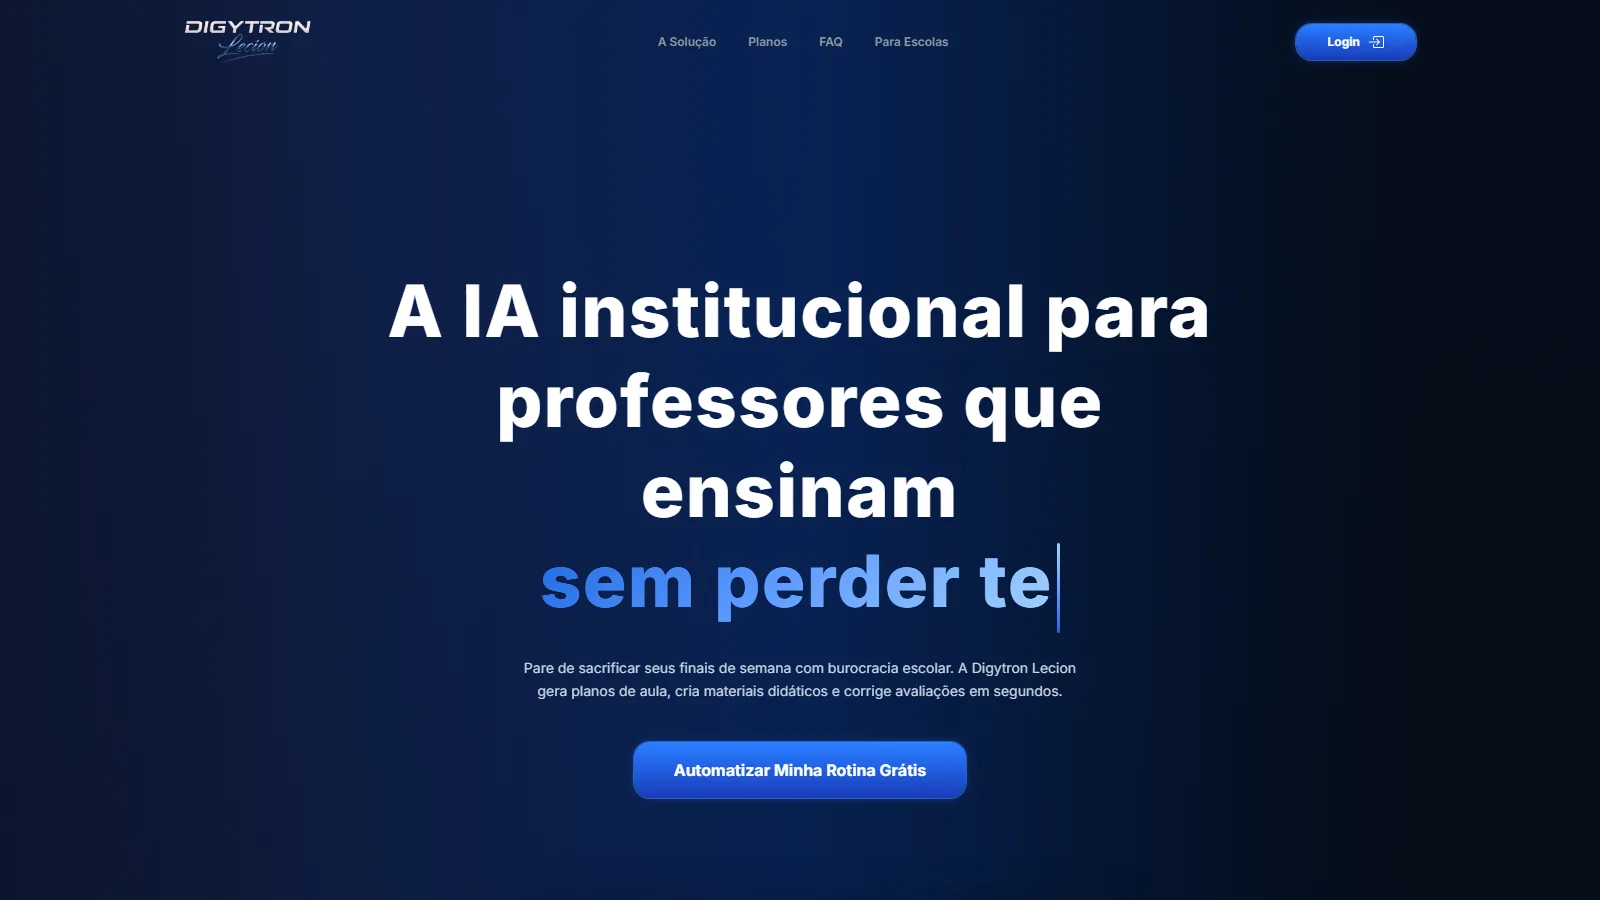 DIGYTRON
Lecion
A Solução
Planos
FAQ
Para Escolas
Login
A IA institucional para
professores que
ensinam
sem perder te
Pare de sacrificar seus finais de semana com burocracia escolar. A Digytron Lecion
gera planos de aula, cria materiais didáticos e corrige avaliações em segundos.
Automatizar Minha Rotina Grátis